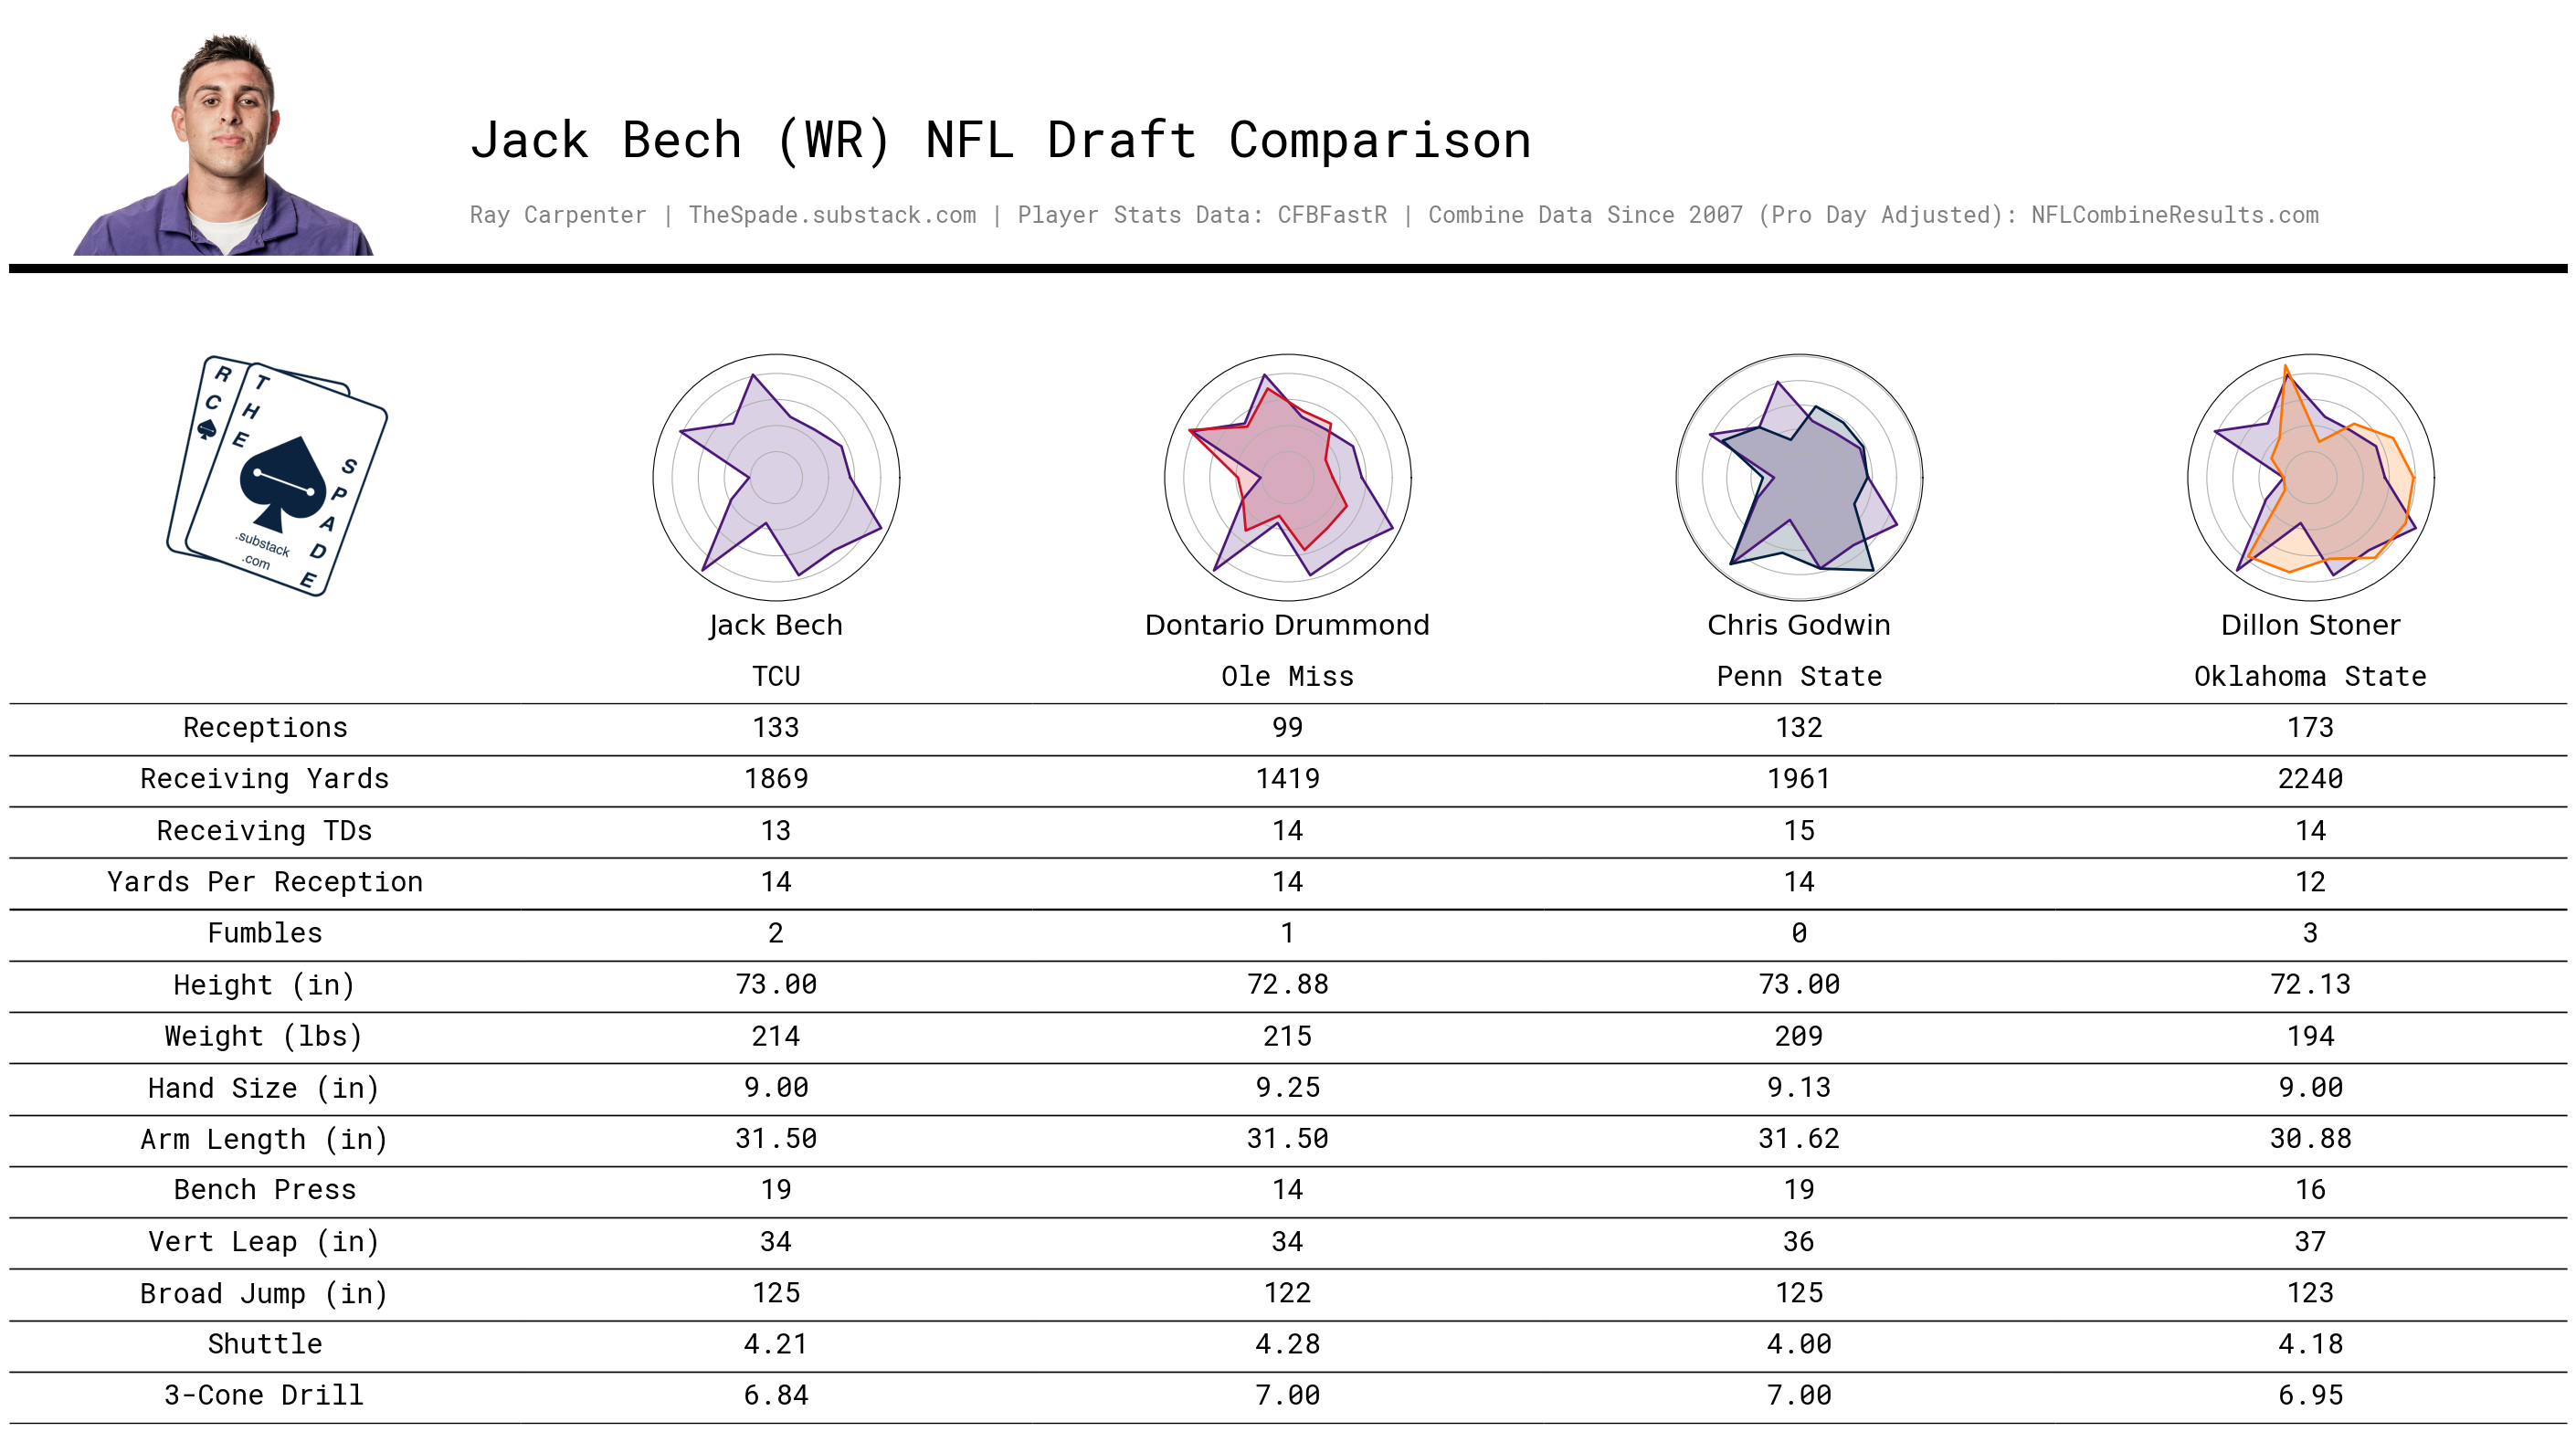 Jack Bech (WR) NFL Draft Comparison
Ray Carpenter | TheSpade.substack.com | Player Stats Data: CFBFastR | Combine Data Since 2007 (Pro Day Adjusted): NFLCombineResults.com
RC
THE
SPADE
.substack
.com
Jack Bech Dontario Drummond Chris Godwin Dillon Stoner
TCU Ole Miss Penn State Oklahoma State
Receptions 133 99 132 173
Receiving Yards 1869 1419 1961 2240
Receiving TDs 13 14 15 14
Yards Per Reception 14 14 14 12
Fumbles 2 1 0 3
Height (in) 73.00 72.88 73.00 72.13
Weight (lbs) 214 215 209 194
Hand Size (in) 9.00 9.25 9.13 9.00
Arm Length (in) 31.50 31.50 31.62 30.88
Bench Press 19 14 19 16
Vert Leap (in) 34 34 36 37
Broad Jump (in) 125 122 125 123
Shuttle 4.21 4.28 4.00 4.18
3-Cone Drill 6.84 7.00 7.00 6.95